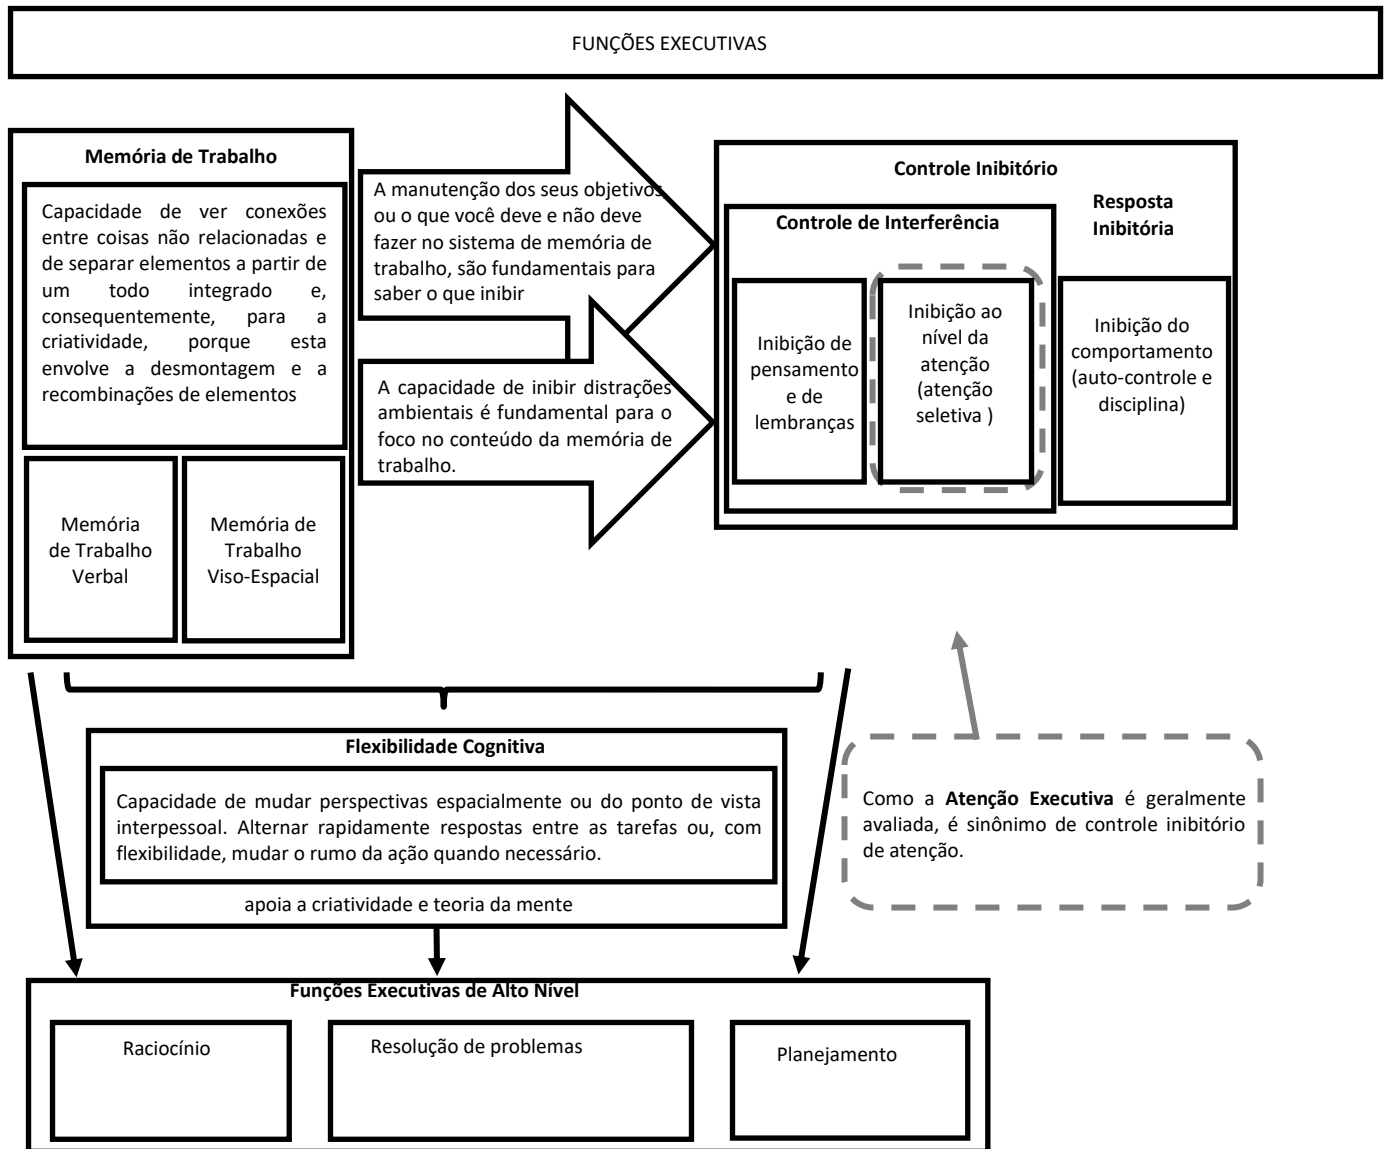 FUNÇÕES EXECUTIVAS
Memória de Trabalho
Capacidade de ver conexões
entre coisas não relacionadas e
de separar elementos a partir de
um todo integrado e,
consequentemente, para a
criatividade, porque esta
envolve a desmontagem e a
recombinações de elementos
Memória
de Trabalho
Verbal
Memória de
Trabalho
Viso-Espacial
A manutenção dos seus objetivos
ou o que você deve e não deve
fazer no sistema de memória de
trabalho, são fundamentais para
saber o que inibir
A capacidade de inibir distrações
ambientais é fundamental para o
foco no conteúdo da memória de
trabalho.
Controle Inibitório
Controle de Interferência
Inibição de
pensamento
e de
lembranças
Inibição ao
nível da
atenção
(atenção
seletiva )
Resposta
Inibitória
Inibição do
comportamento
(auto-controle e
disciplina)
Flexibilidade Cognitiva
Capacidade de mudar perspectivas espacialmente ou do ponto de vista
interpessoal. Alternar rapidamente respostas entre as tarefas ou, com
flexibilidade, mudar o rumo da ação quando necessário.
apoia a criatividade e teoria da mente
Como a Atenção Executiva é geralmente
avaliada, é sinônimo de controle inibitório
de atenção.
Funções Executivas de Alto Nível
Raciocínio
Resolução de problemas
Planejamento